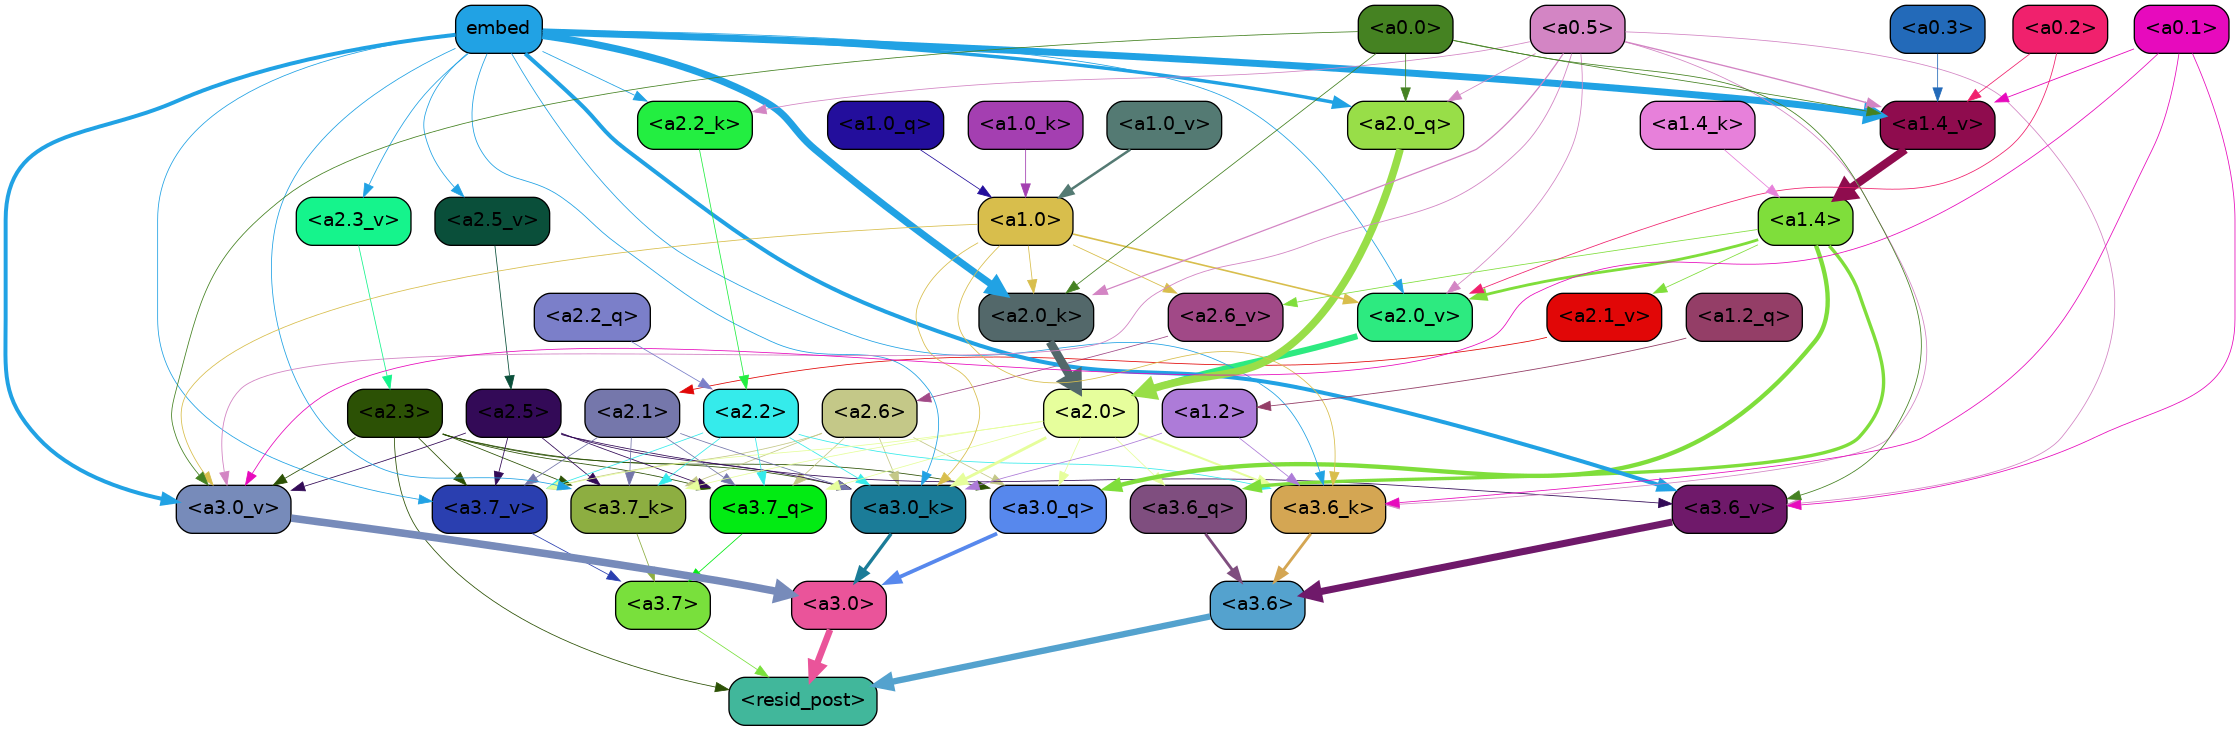 embed
<a0.0>
<a0.5>
<a0.3>
<a0.2>
<a0.1>
<a2.2_k>
<a1.0_q>
<a1.0_k>
<a1.0_v>
<a2.0_q>
<a1.4_k>
<a1.4_v>
<a2.3_v>
<a2.5_v>
<a1.0>
<a1.4>
<a2.2_q>
<a2.0_k>
<a2.6_v>
<a2.0_v>
<a2.1_v>
<a1.2_q>
<a2.3>
<a2.5>
<a2.1>
<a2.2>
<a2.6>
<a2.0>
<a1.2>
<a3.0_v>
<a3.7_v>
<a3.7_k>
<a3.7_q>
<a3.0_k>
<a3.0_q>
<a3.6_q>
<a3.6_k>
<a3.6_v>
<a3.7>
<a3.0>
<a3.6>
<resid_post>